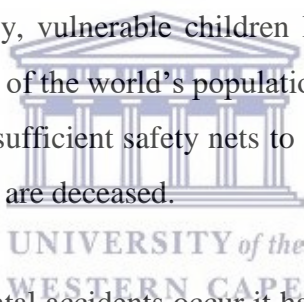 y, vulnerable children
of the world's populatio
sufficient safety nets to
are deceased.
UNIVERSITY of the
WESTERN CAPE
ntal accidents occur it b